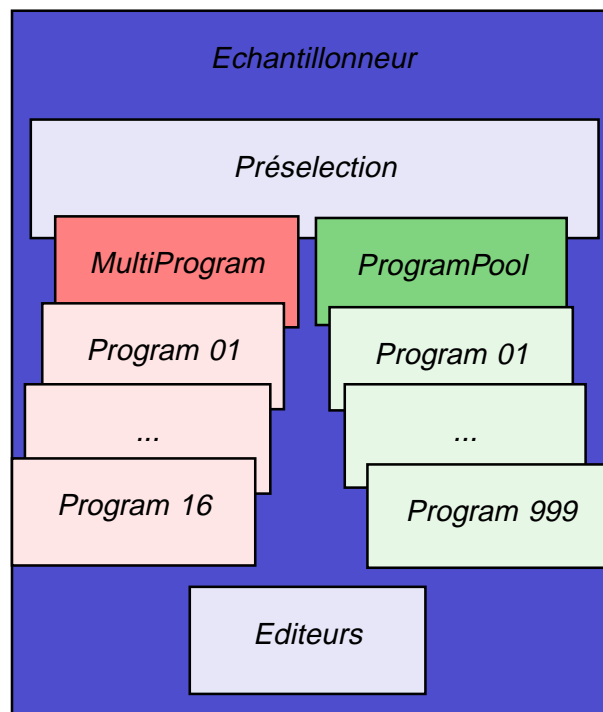 Echantillonneur
Préselection
MultiProgram
ProgramPool
Program 01
Program 01
...
...
Program 16
Program 999
Editeurs